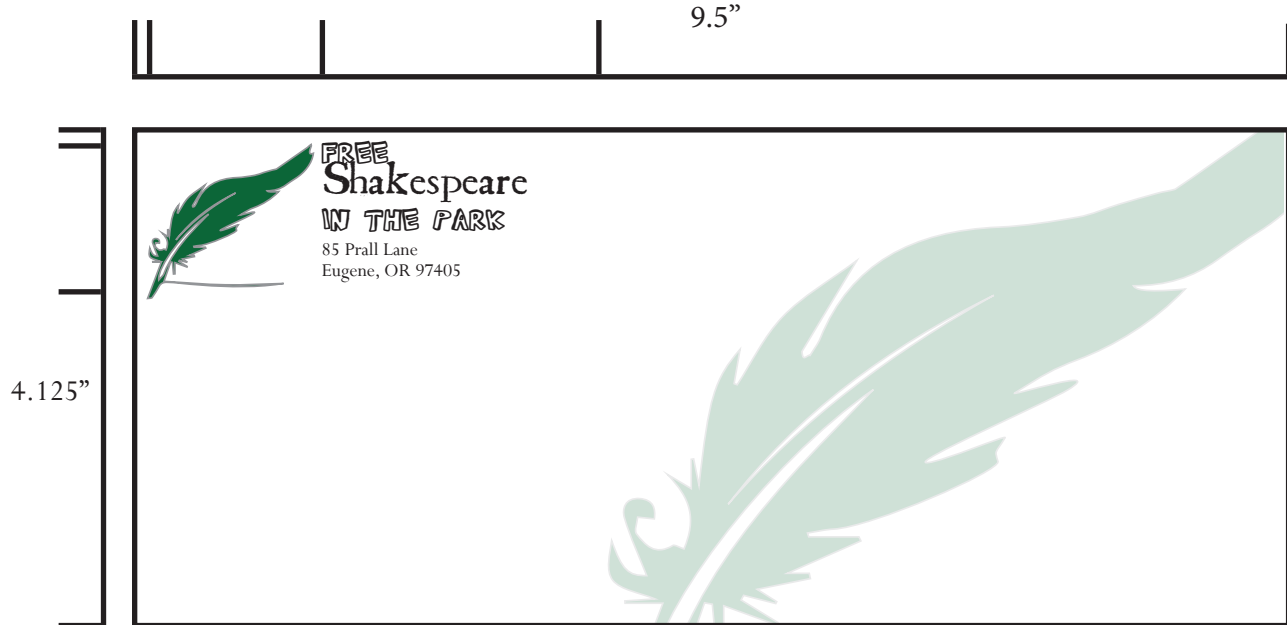 9.5”
FREE
Shakespeare
IN THE PARK
85 Prall Lane
Eugene, OR 97405
4.125”